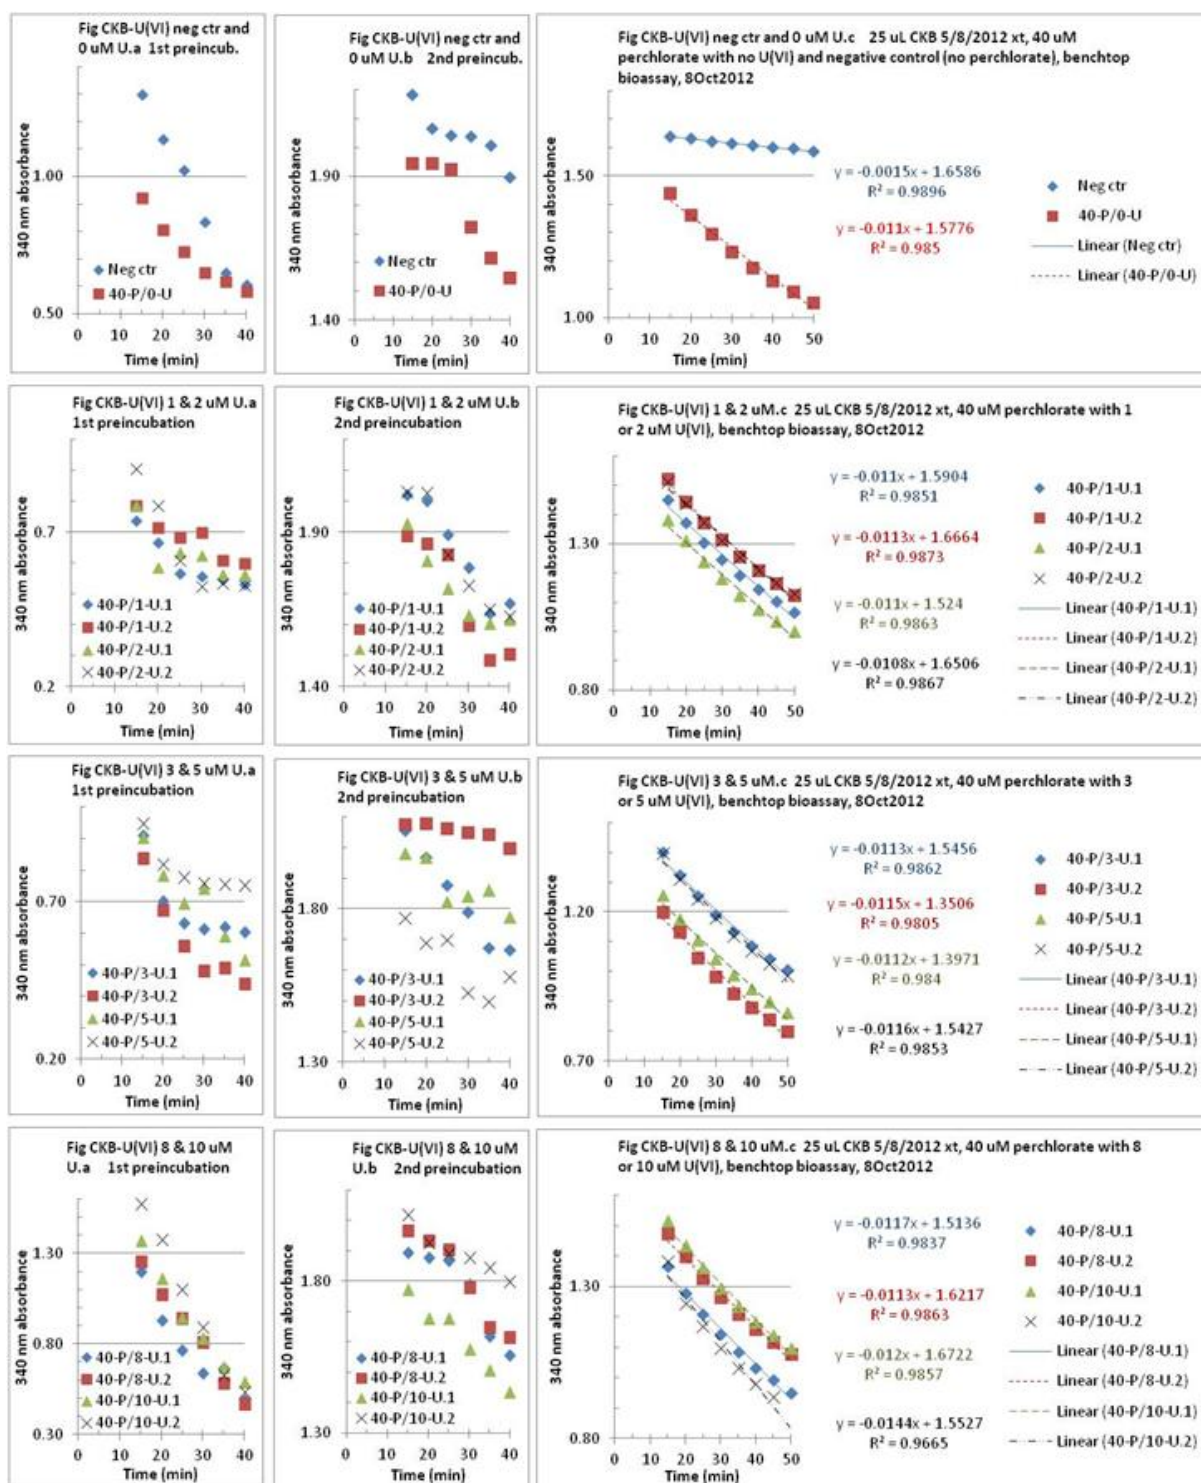 Fig CKB-U(VI) neg ctr and
0 uM U.a 1st preincub.
340 nm absorbance
1.00
0.50
Neg ctr
40-P/0-U
0 10 20 30 40
Time (min)
Fig CKB-U(VI) neg ctr and
0 uM U.b 2nd preincub.
340 nm absorbance
1.90
1.40
Neg ctr
40-P/0-U
0 10 20 30 40
Time (min)
Fig CKB-U(VI) neg ctr and 0 uM U.c 25 uL CKB 5/8/2012 xt, 40 uM
perchlorate with no U(VI) and negative control (no perchlorate), benchtop
bioassay, 8Oct2012
340 nm absorbance
1.50
1.00
y = -0.0015x + 1.6586
R² = 0.9896
y = -0.011x + 1.5776
R² = 0.985
Neg ctr
40-P/0-U
Linear (Neg ctr)
Linear (40-P/0-U)
0 10 20 30 40 50
Time (min)
Fig CKB-U(VI) 1 & 2 uM U.a
1st preincubation
340 nm absorbance
0.7
0.2
40-P/1-U.1
40-P/1-U.2
40-P/2-U.1
40-P/2-U.2
0 10 20 30 40
Time (min)
Fig CKB-U(VI) 1 & 2 uM U.b
2nd preincubation
340 nm absorbance
1.90
1.40
40-P/1-U.1
40-P/1-U.2
40-P/2-U.1
40-P/2-U.2
0 10 20 30 40
Time (min)
Fig CKB-U(VI) 1 & 2 uM.c 25 uL CKB 5/8/2012 xt, 40 uM perchlorate with 1
or 2 uM U(VI), benchtop bioassay, 8Oct2012
340 nm absorbance
1.30
0.80
y = -0.011x + 1.5904
R² = 0.9851
y = -0.0113x + 1.6664
R² = 0.9873
y = -0.011x + 1.524
R² = 0.9863
y = -0.0108x + 1.6506
R² = 0.9867
40-P/1-U.1
40-P/1-U.2
40-P/2-U.1
40-P/2-U.2
Linear (40-P/1-U.1)
Linear (40-P/1-U.2)
Linear (40-P/2-U.1)
Linear (40-P/2-U.2)
0 10 20 30 40 50
Time (min)
Fig CKB-U(VI) 3 & 5 uM U.a
1st preincubation
340 nm absorbance
0.70
0.20
40-P/3-U.1
40-P/3-U.2
40-P/5-U.1
40-P/5-U.2
0 10 20 30 40
Time (min)
Fig CKB-U(VI) 3 & 5 uM U.b
2nd preincubation
340 nm absorbance
1.80
1.30
40-P/3-U.1
40-P/3-U.2
40-P/5-U.1
40-P/5-U.2
0 10 20 30 40
Time (min)
Fig CKB-U(VI) 3 & 5 uM.c 25 uL CKB 5/8/2012 xt, 40 uM perchlorate with 3
or 5 uM U(VI), benchtop bioassay, 8Oct2012
340 nm absorbance
1.20
0.70
y = -0.0113x + 1.5456
R² = 0.9862
y = -0.0115x + 1.3506
R² = 0.9805
y = -0.0112x + 1.3971
R² = 0.984
y = -0.0116x + 1.5427
R² = 0.9853
40-P/3-U.1
40-P/3-U.2
40-P/5-U.1
40-P/5-U.2
Linear (40-P/3-U.1)
Linear (40-P/3-U.2)
Linear (40-P/5-U.1)
Linear (40-P/5-U.2)
0 10 20 30 40 50
Time (min)
Fig CKB-U(VI) 8 & 10 uM
U.a 1st preincubation
340 nm absorbance
1.30
0.80
0.30
40-P/8-U.1
40-P/8-U.2
40-P/10-U.1
40-P/10-U.2
0 10 20 30 40
Time (min)
Fig CKB-U(VI) 8 & 10 uM
U.b 2nd preincubation
340 nm absorbance
1.80
1.30
40-P/8-U.1
40-P/8-U.2
40-P/10-U.1
40-P/10-U.2
0 10 20 30 40
Time (min)
Fig CKB-U(VI) 8 & 10 uM.c 25 uL CKB 5/8/2012 xt, 40 uM perchlorate with 8
or 10 uM U(VI), benchtop bioassay, 8Oct2012
340 nm absorbance
1.30
0.80
y = -0.0117x + 1.5136
R² = 0.9837
y = -0.0113x + 1.6217
R² = 0.9863
y = -0.012x + 1.6722
R² = 0.9857
y = -0.0144x + 1.5527
R² = 0.9665
40-P/8-U.1
40-P/8-U.2
40-P/10-U.1
40-P/10-U.2
Linear (40-P/8-U.1)
Linear (40-P/8-U.2)
Linear (40-P/10-U.1)
Linear (40-P/10-U.2)
0 10 20 30 40 50
Time (min)